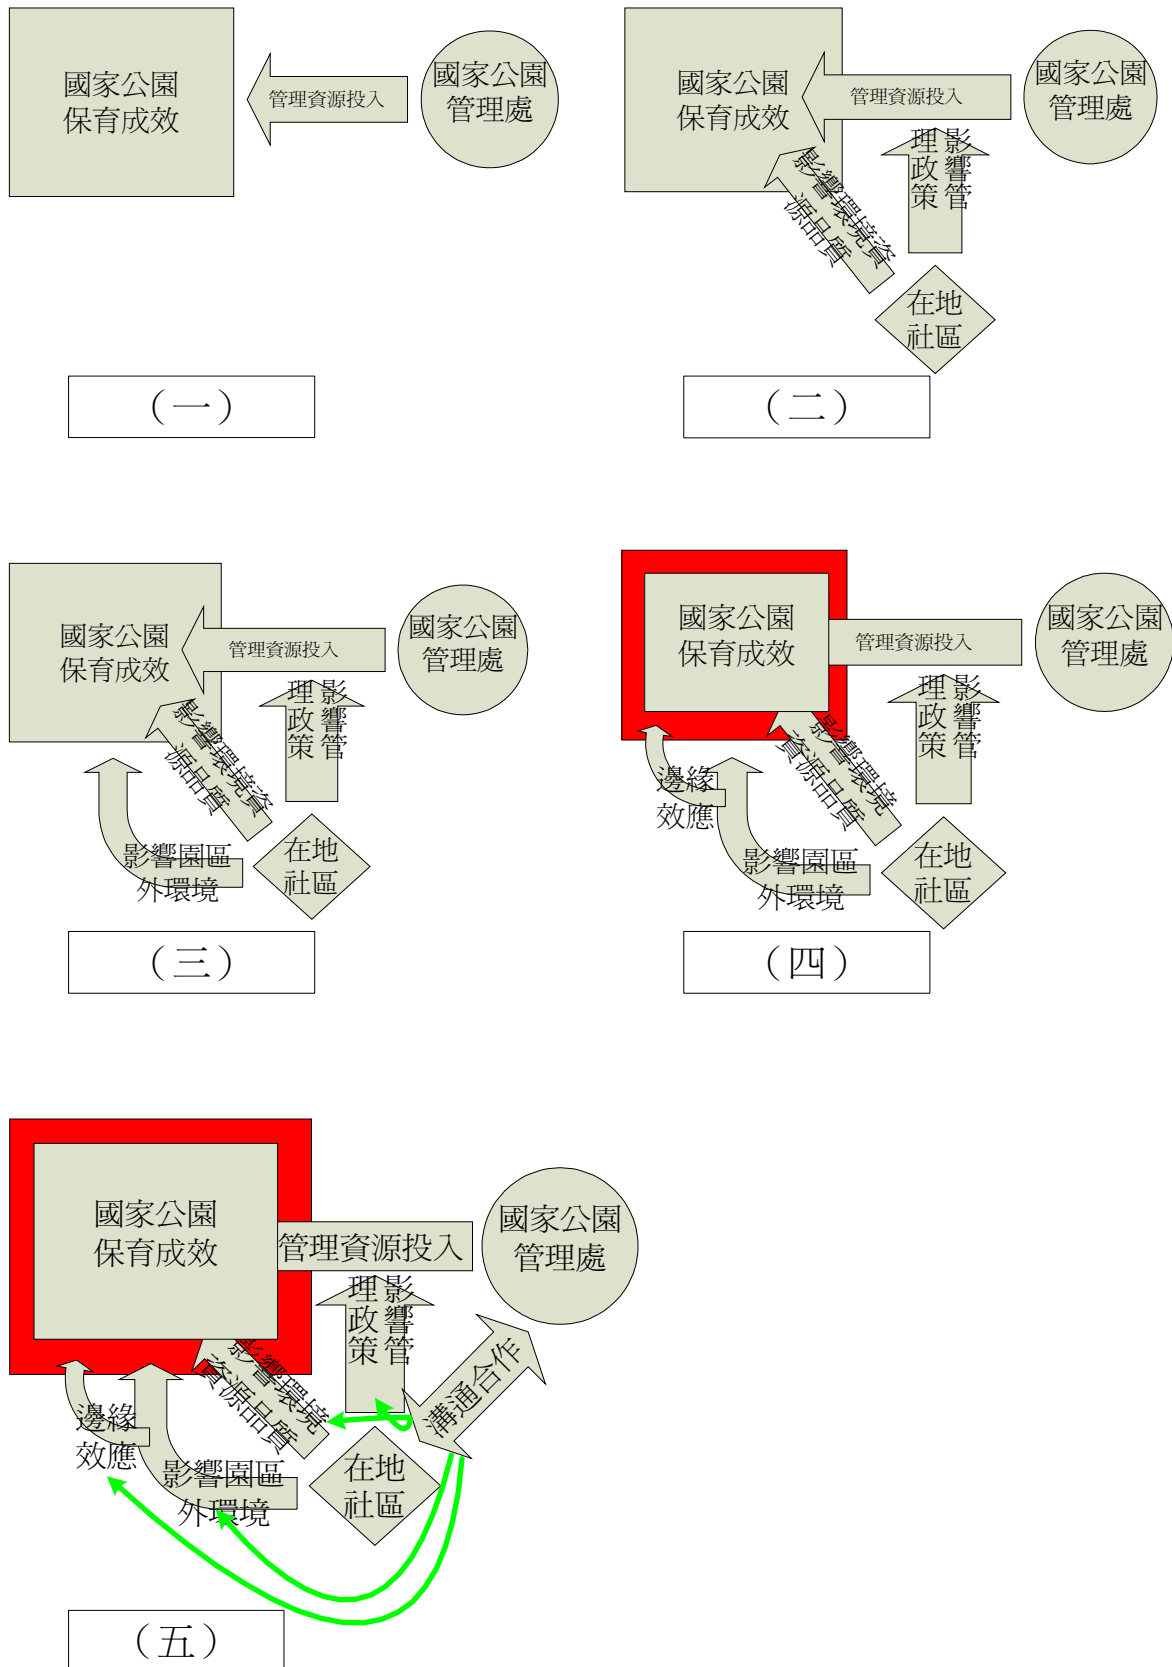 國家公園
保育成效
管理資源投入
國家公園
管理處
（一）
國家公園
保育成效
管理資源投入
國家公園
管理處
影響管
理政策
影響環境資
源品質
在地
社區
（二）
國家公園
保育成效
管理資源投入
國家公園
管理處
影響管
理政策
影響環境資
源品質
影響園區
外環境
在地
社區
（三）
國家公園
保育成效
管理資源投入
國家公園
管理處
影響管
理政策
影響環境
資源品質
邊緣
效應
影響園區
外環境
在地
社區
（四）
國家公園
保育成效
管理資源投入
國家公園
管理處
影響管
理政策
影響環境
資源品質
溝通合作
邊緣
效應
影響園區
外環境
在地
社區
（五）